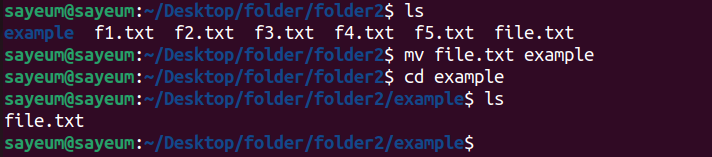 sayeum@sayeum:~/Desktop/folder/folder2$ ls
example  f1.txt  f2.txt  f3.txt  f4.txt  f5.txt  file.txt
sayeum@sayeum:~/Desktop/folder/folder2$ mv file.txt example
sayeum@sayeum:~/Desktop/folder/folder2$ cd example
sayeum@sayeum:~/Desktop/folder/folder2/example$ ls
file.txt
sayeum@sayeum:~/Desktop/folder/folder2/example$